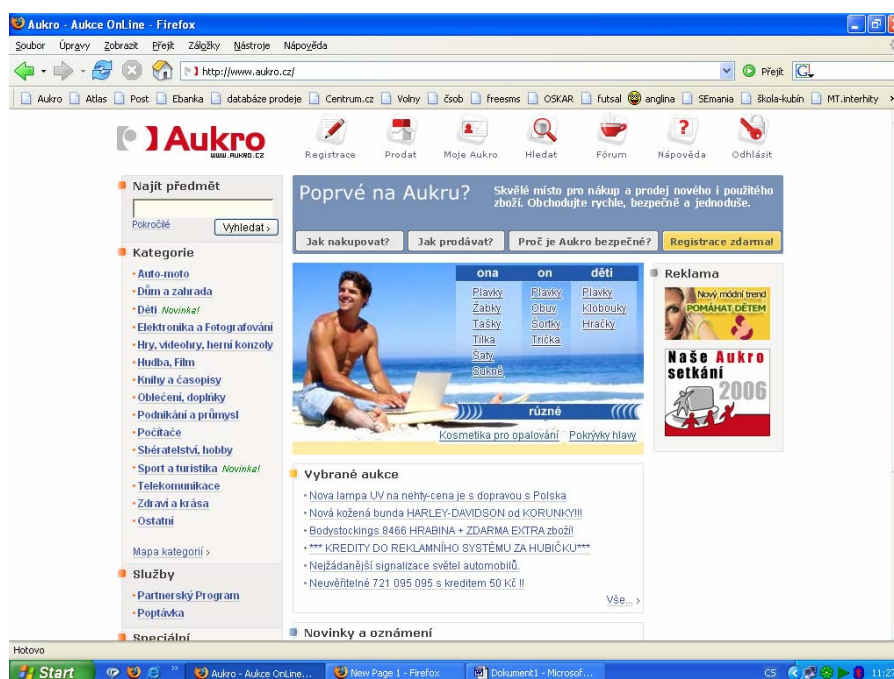 Aukro - Aukce OnLine - Firefox
Soubor Úpravy Zobrazit Přejít Záložky Nástroje Nápověda
http://www.aukro.cz/ Přejít G
Aukro Atlas Post Ebanka databáze prodeje Centrum.cz Volny čsob freesms OSKAR futsal anglina SEmania škola-kubín MT.interhity
Aukro
WWW.AUKRO.CZ
Registrace Prodat Moje Aukro Hledat Fórum Nápověda Odhlásit
Najít předmět
Pokročilé Vyhledat ›
Kategorie
Auto-moto
Dům a zahrada
Děti Novinka!
Elektronika a Fotografování
Hry, videohry, herní konzoly
Hudba, Film
Knihy a časopisy
Oblečení, doplňky
Podnikání a průmysl
Počítače
Sběratelství, hobby
Sport a turistika Novinka!
Telekomunikace
Zdraví a krása
Ostatní
Mapa kategorií ›
Služby
Partnerský Program
Poptávka
Speciální
Poprvé na Aukru?
Skvělé místo pro nákup a prodej nového i použitého
zboží. Obchodujte rychle, bezpečně a jednoduše.
Jak nakupovat? Jak prodávat? Proč je Aukro bezpečné? Registrace zdarma!
ona on děti
Plavky Plavky Plavky
Žabky Obuv Klobouky
Tašky Šortky Hračky
Tílka Trička
Šaty
Sukně
různé
Kosmetika pro opalování Pokrývky hlavy
Reklama
Nový módní trend
POMÁHAT DĚTEM
Naše Aukro
setkání
2006
Vybrané aukce
Nova lampa UV na nehty-cena je s dopravou s Polska
Nová kožená bunda HARLEY-DAVIDSON od KORUNKY!!!
Bodystockings 8466 HRABINA + ZDARMA EXTRA zboží!
*** KREDITY DO REKLAMNÍHO SYSTÉMU ZA HUBIČKU***
Nejžádanější signalizace světel automobilů.
Neuvěřitelné 721 095 095 s kreditem 50 Kč !!
Vše... ›
Novinky a oznámení
Hotovo
Start Aukro - Aukce OnLine... New Page 1 - Firefox Dokument1 - Microsof... CS 11:27